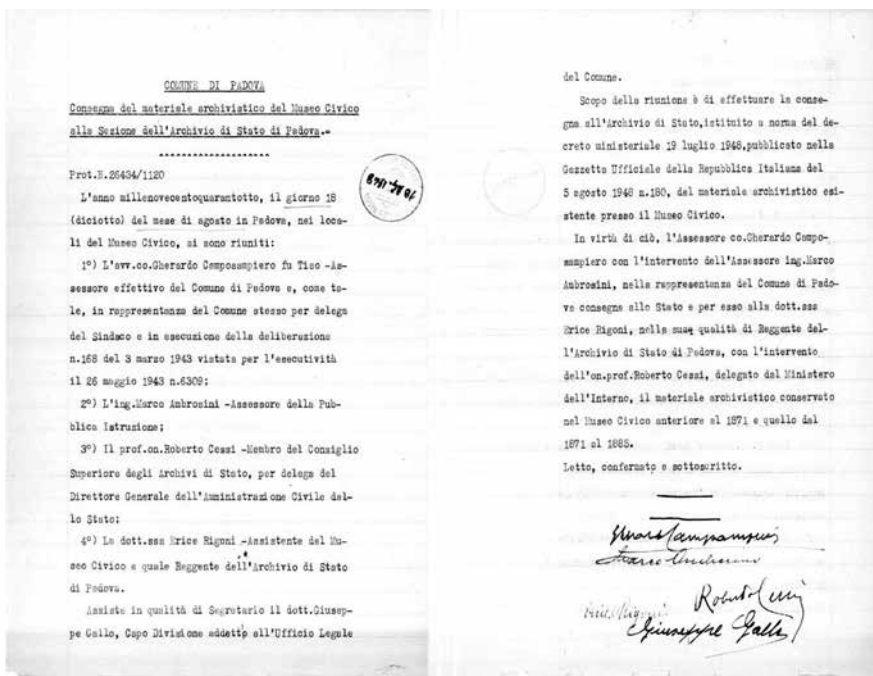 COMUNE DI PADOVA
Consegna del materiale archivistico del Museo Civico
alla Sezione dell'Archivio di Stato di Padova.-
Prot.N.26434/1120
18 Ag. 1948
L'anno millenovecentoquarantotto, il giorno 18
(diciotto) del mese di agosto in Padova, nei loca-
li del Museo Civico, si sono riuniti:
1°) L'avv.co.Gherardo Camposampiero fu Tiso -As-
sessore effettivo del Comune di Padova e, come ta-
le, in rappresentanza del Comune stesso per delega
del Sindaco e in esecuzione della deliberazione
n.168 del 3 marzo 1943 vistata per l'esecutività
il 26 maggio 1943 n.6309;
2°) L'ing.Marco Ambrosini -Assessore della Pub-
blica Istruzione;
3°) Il prof.on.Roberto Cessi -Membro del Consiglio
Superiore degli Archivi di Stato, per delega del
Direttore Generale dell'Amministrazione Civile del-
lo Stato;
4°) La dott.ssa Erice Rigoni -Assistente del Mu-
seo Civico e quale Reggente dell'Archivio di Stato
di Padova.
Assiste in qualità di Segretario il dott.Giusep-
pe Gallo, Capo Divisione addetto all'Ufficio Legale
del Comune.
Scopo della riunione è di effettuare la conse-
gna all'Archivio di Stato,istituito a norma del de-
creto ministeriale 19 luglio 1948,pubblicato nella
Gazzetta Ufficiale della Repubblica Italiana del
5 agosto 1948 n.180, del materiale archivistico esi-
stente presso il Museo Civico.
In virtù di ciò, l'Assessore co.Gherardo Campo-
sampiero con l'intervento dell'Assessore ing.Marco
Ambrosini, nella rappresentanza del Comune di Pado-
va consegna allo Stato e per esso alla dott.ssa
Erice Rigoni, nella sua qualità di Reggente del-
l'Archivio di Stato di Padova, con l'intervento
dell'on.prof.Roberto Cessi, delegato dal Ministero
dell'Interno, il materiale archivistico conservato
nel Museo Civico anteriore al 1871 e quello dal
1871 al 1885.
Letto, confermato e sottoscritto.
Camposampiero
Marco Ambrosini
Roberto Cessi
Erice Rigoni
Giuseppe Gallo